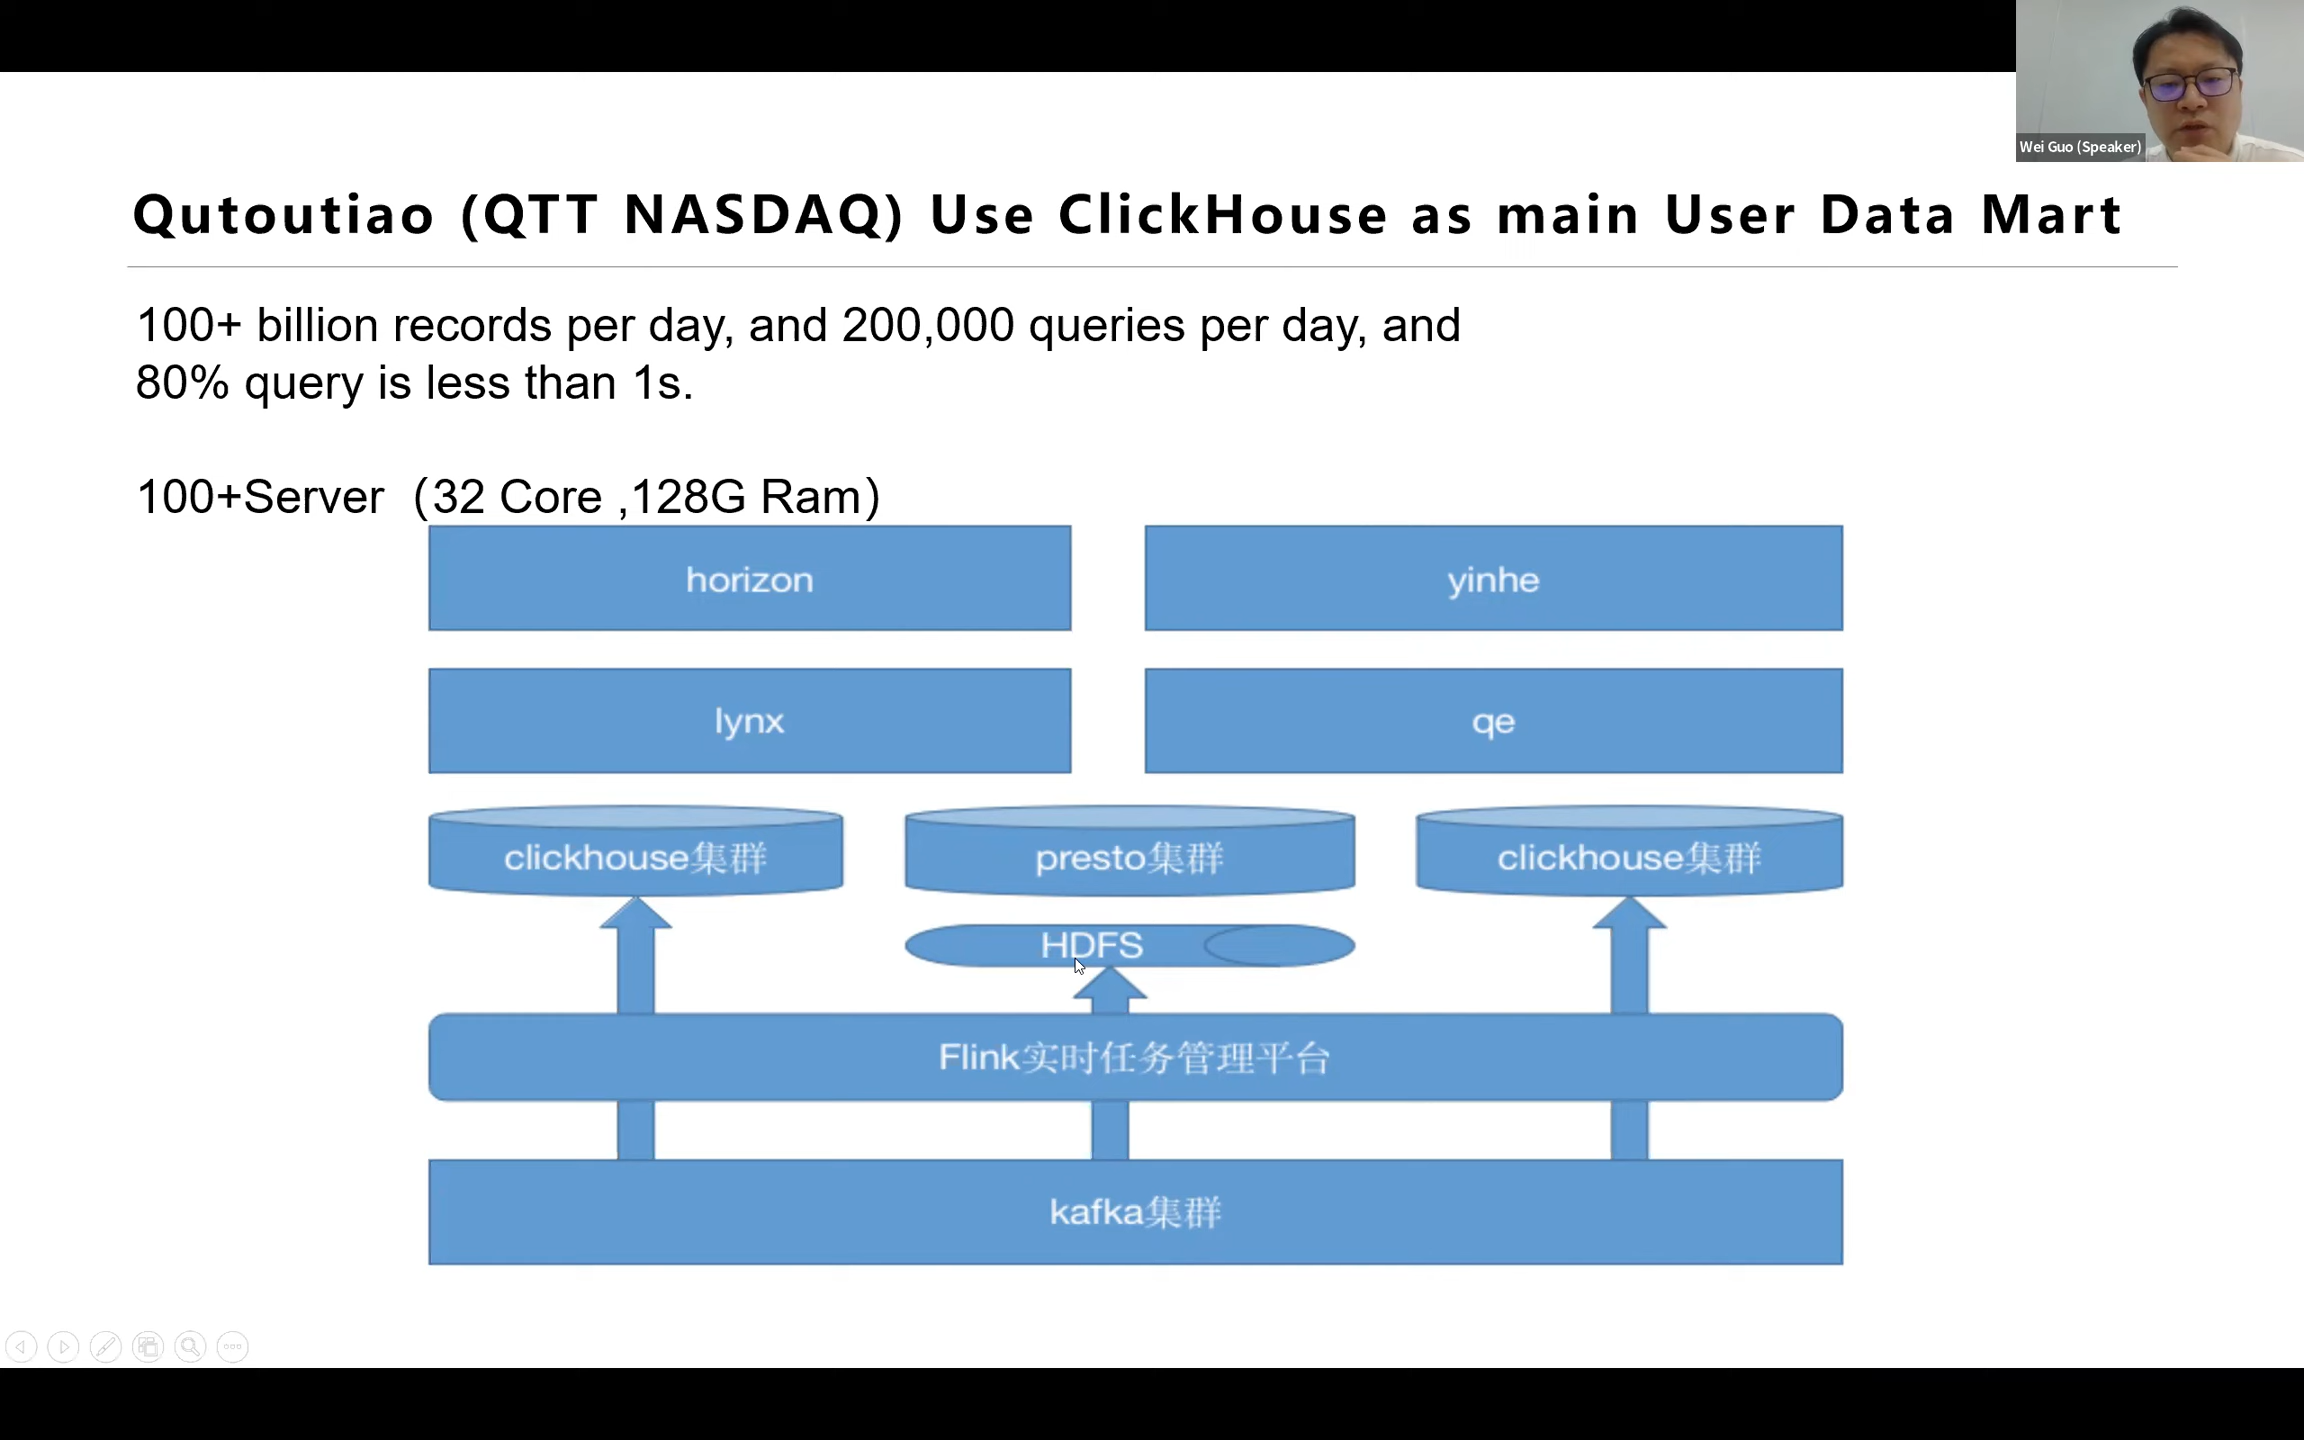 Wei Guo (Speaker)
Qutoutiao (QTT NASDAQ) Use ClickHouse as main User Data Mart
100+ billion records per day, and 200,000 queries per day, and
80% query is less than 1s.
100+Server（32 Core ,128G Ram）
horizon
yinhe
lynx
qe
clickhouse集群
presto集群
clickhouse集群
HDFS
Flink实时任务管理平台
kafka集群